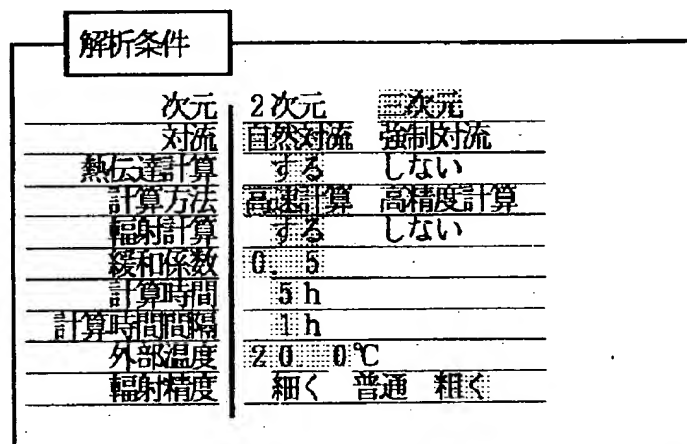 解析条件
次元 2次元 三次元
対流 自然対流 強制対流
熱伝達計算 する しない
計算方法 高速計算 高精度計算
輻射計算 する しない
緩和係数 0. 5
計算時間 5h
計算時間間隔 1h
外部温度 20 0℃
輻射精度 細く 普通 粗く